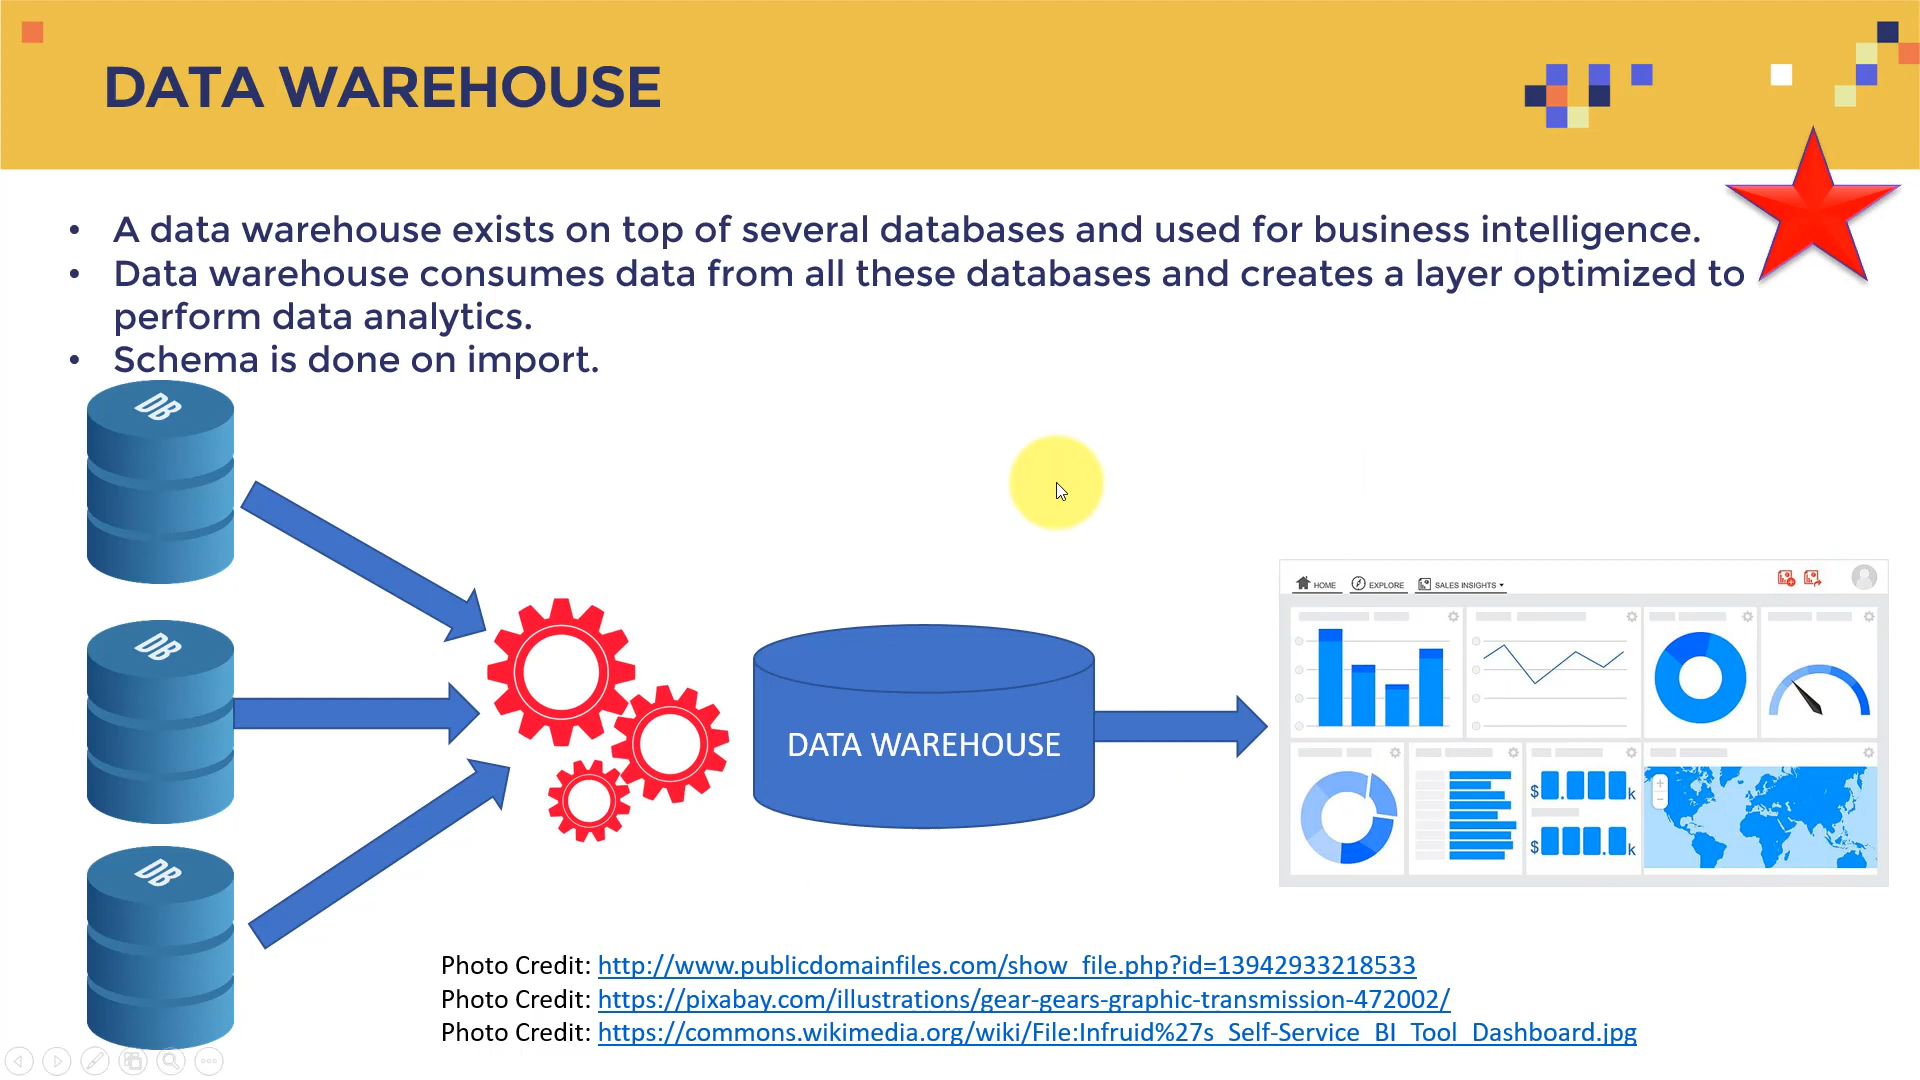 DATA WAREHOUSE
• A data warehouse exists on top of several databases and used for business intelligence.
• Data warehouse consumes data from all these databases and creates a layer optimized to
perform data analytics.
• Schema is done on import.
DB
DB
DB
DATA WAREHOUSE
HOME EXPLORE SALES INSIGHTS
$ . k
$ . k
Photo Credit: http://www.publicdomainfiles.com/show_file.php?id=13942933218533
Photo Credit: https://pixabay.com/illustrations/gear-gears-graphic-transmission-472002/
Photo Credit: https://commons.wikimedia.org/wiki/File:Infruid%27s_Self-Service_BI_Tool_Dashboard.jpg